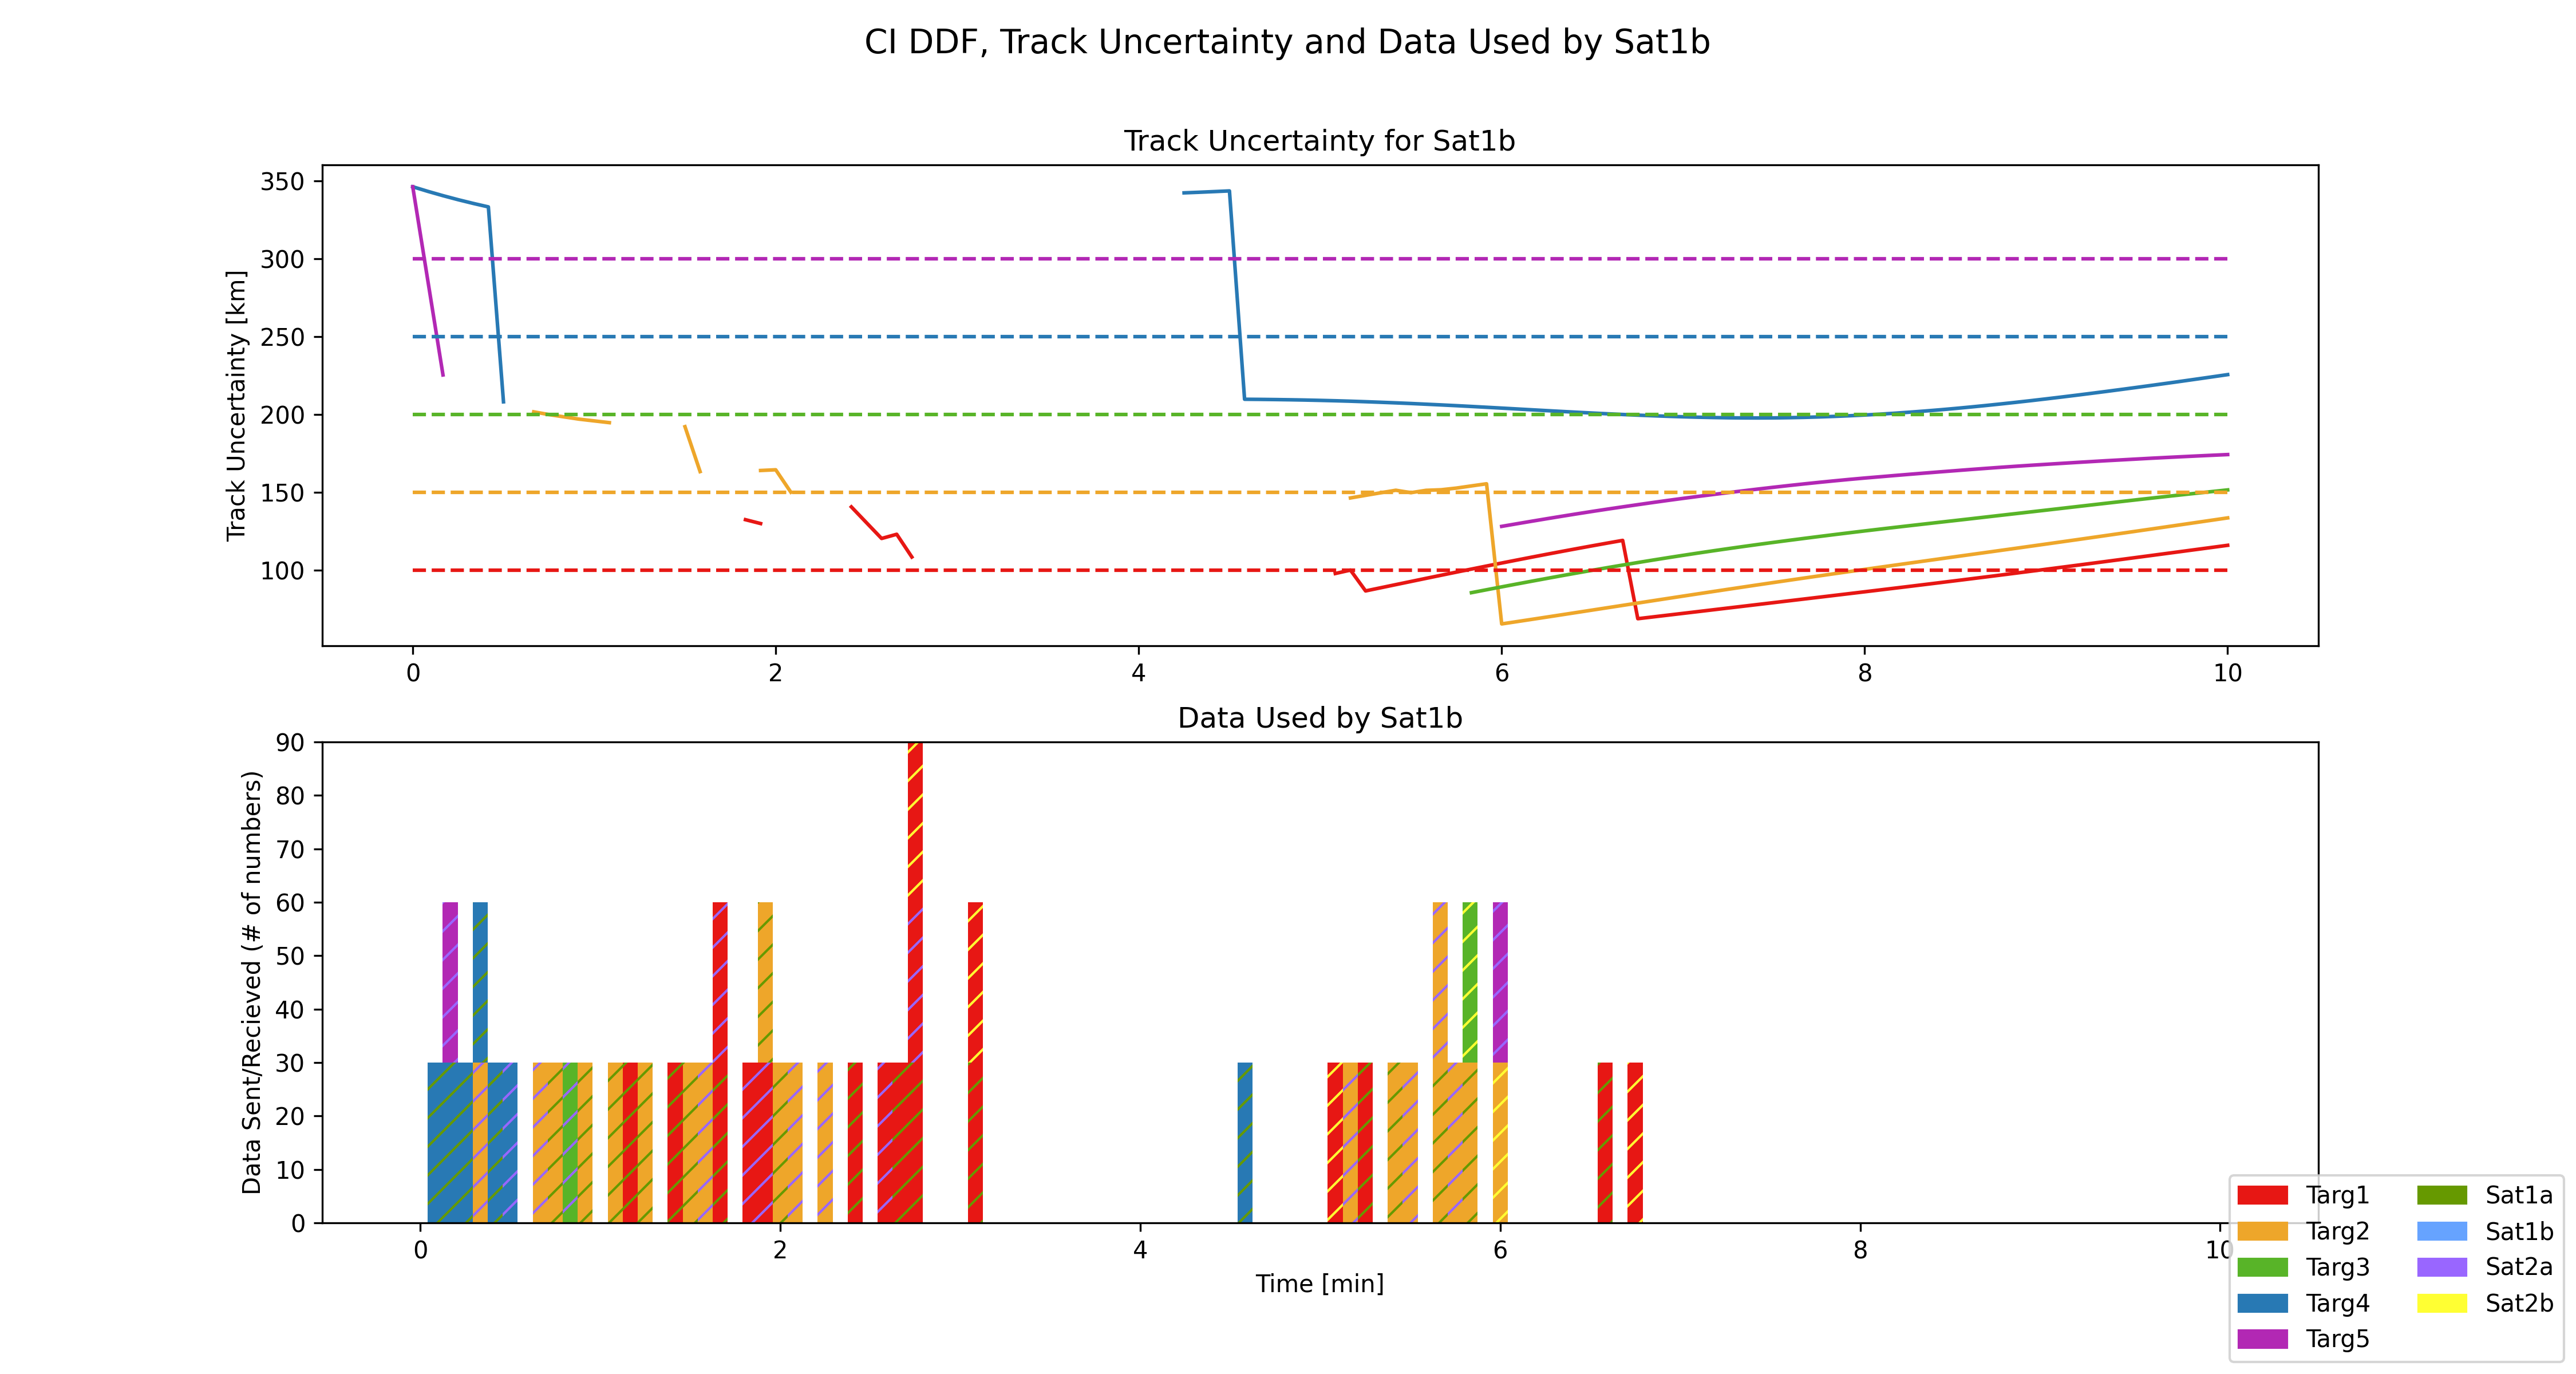 CI DDF, Track Uncertainty and Data Used by Sat1b
Track Uncertainty for Sat1b
Track Uncertainty [km]
350
300
250
200
150
100
0 2 4 6 8 10
Data Used by Sat1b
Data Sent/Recieved (# of numbers)
90
80
70
60
50
40
30
20
10
0
0 2 4 6 8 10
Time [min]
Targ1 Sat1a
Targ2 Sat1b
Targ3 Sat2a
Targ4 Sat2b
Targ5